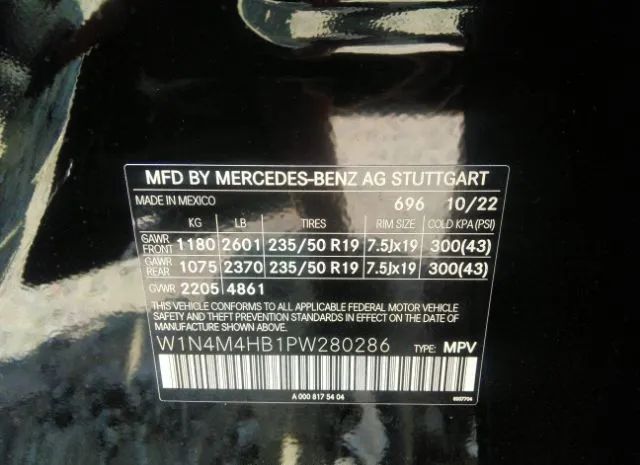 MFD BY MERCEDES-BENZ AG STUTTGART
MADE IN MEXICO 696 10/22
KG LB TIRES RIM SIZE COLD KPA(PSI)
GAWR FRONT 1180 2601 235/50 R19 7.5Jx19 300(43)
GAWR REAR 1075 2370 235/50 R19 7.5Jx19 300(43)
GVWR 2205 4861
THIS VEHICLE CONFORMS TO ALL APPLICABLE FEDERAL MOTOR VEHICLE
SAFETY AND THEFT PREVENTION STANDARDS IN EFFECT ON THE DATE
OF MANUFACTURE SHOWN ABOVE.
W1N4M4HB1PW280286 TYPE: MPV
A 000 817 54 04